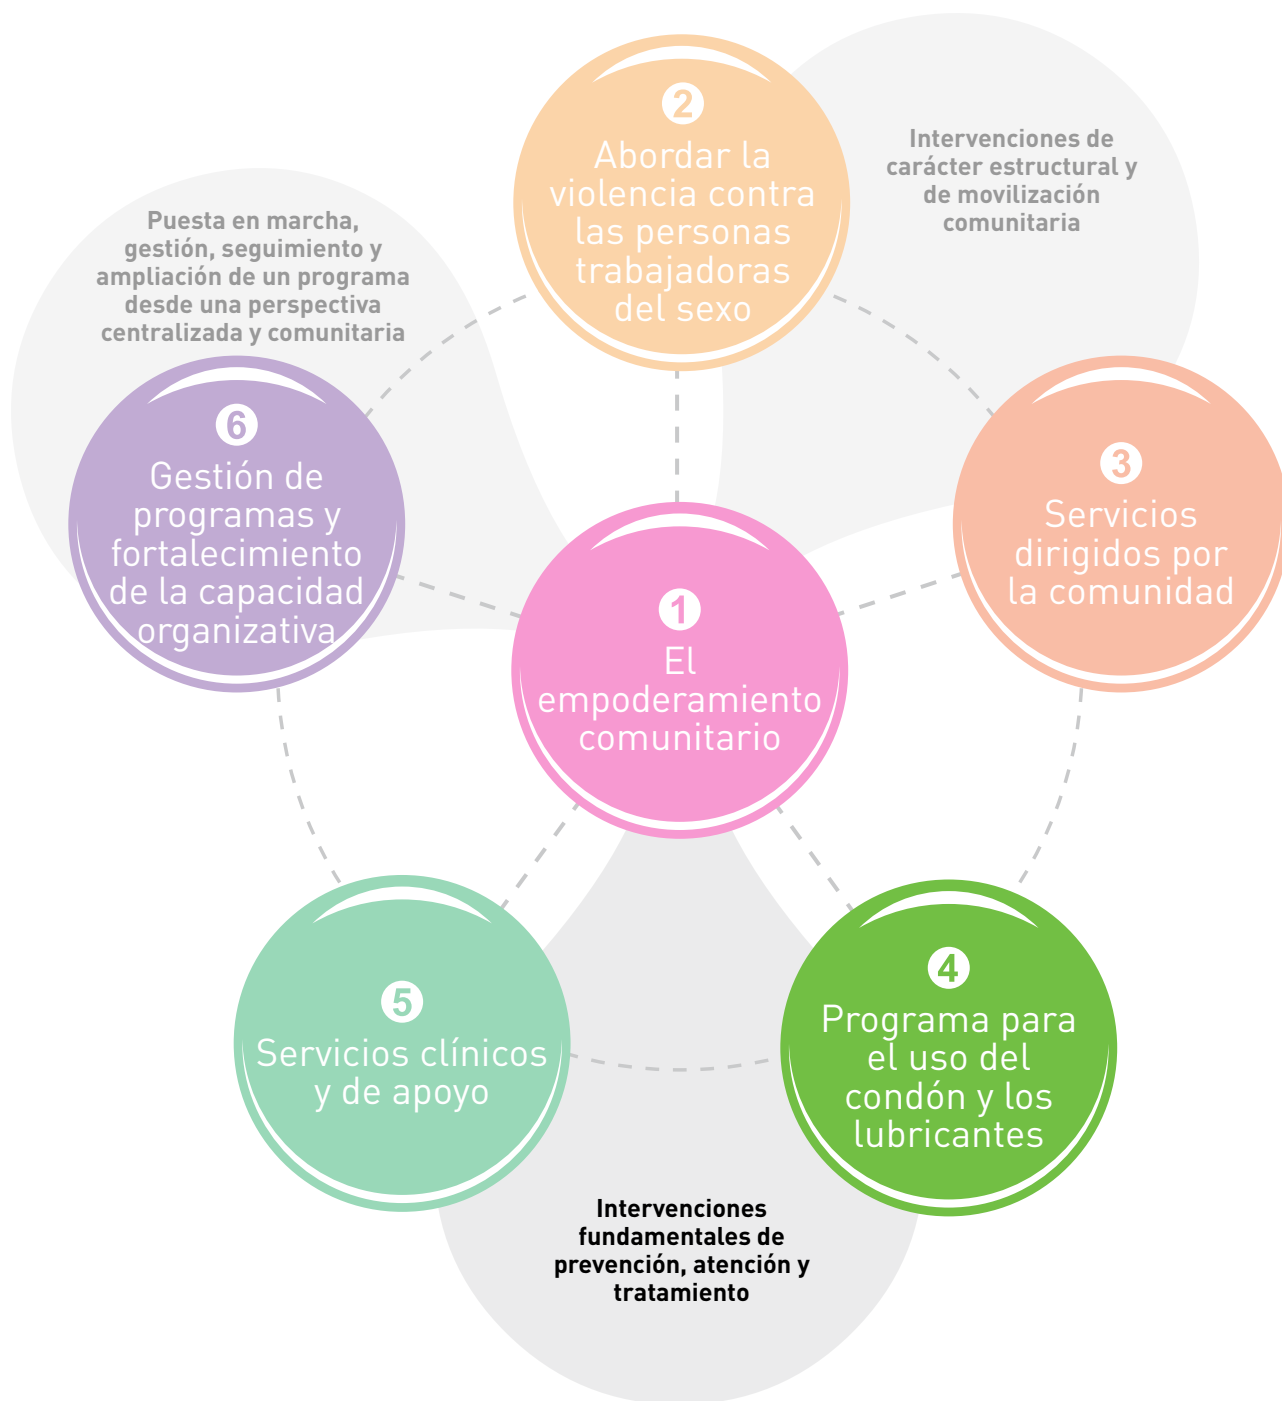 2
Abordar la
violencia contra
las personas
trabajadoras
del sexo
Intervenciones de
carácter estructural y
de movilización
comunitaria
Puesta en marcha,
gestión, seguimiento y
ampliación de un programa
desde una perspectiva
centralizada y comunitaria
6
Gestión de
programas y
fortalecimiento
de la capacidad
organizativa
3
Servicios
dirigidos por
la comunidad
1
El
empoderamiento
comunitario
5
Servicios clínicos
y de apoyo
4
Programa para
el uso del
condón y los
lubricantes
Intervenciones
fundamentales de
prevención, atención y
tratamiento